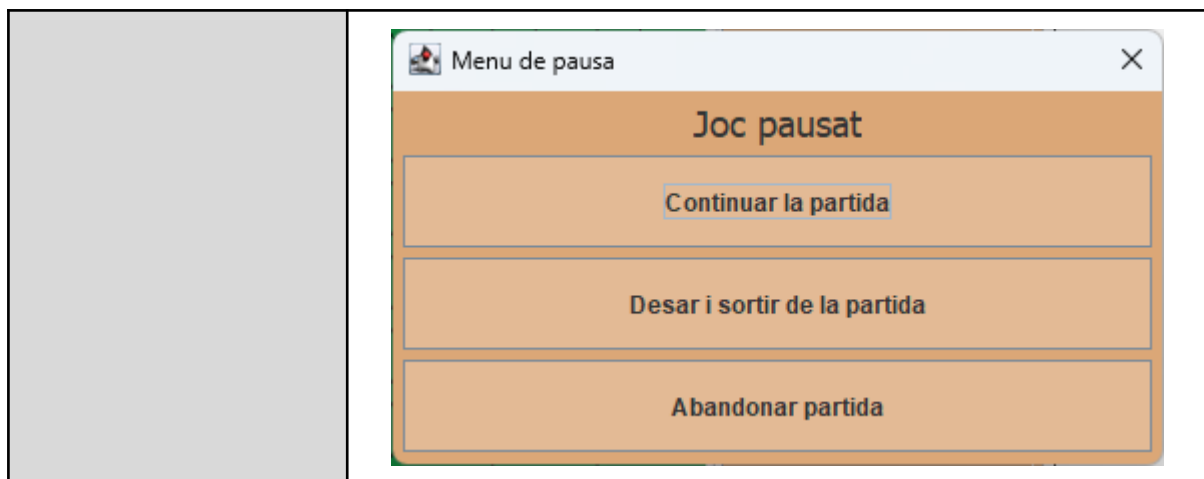 Menu de pausa
Joc pausat
Continuar la partida
Desar i sortir de la partida
Abandonar partida